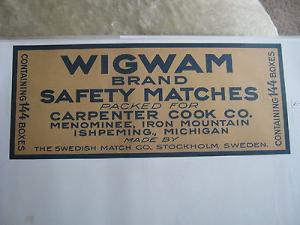 WIGWAM
BRAND
SAFETY MATCHES
PACKED FOR
CARPENTER COOK CO.
MENOMINEE, IRON MOUNTAIN
ISHPEMING, MICHIGAN
MADE BY
THE SWEDISH MATCH CO., STOCKHOLM, SWEDEN.
CONTAINING 144 BOXES
CONTAINING 144 BOXES